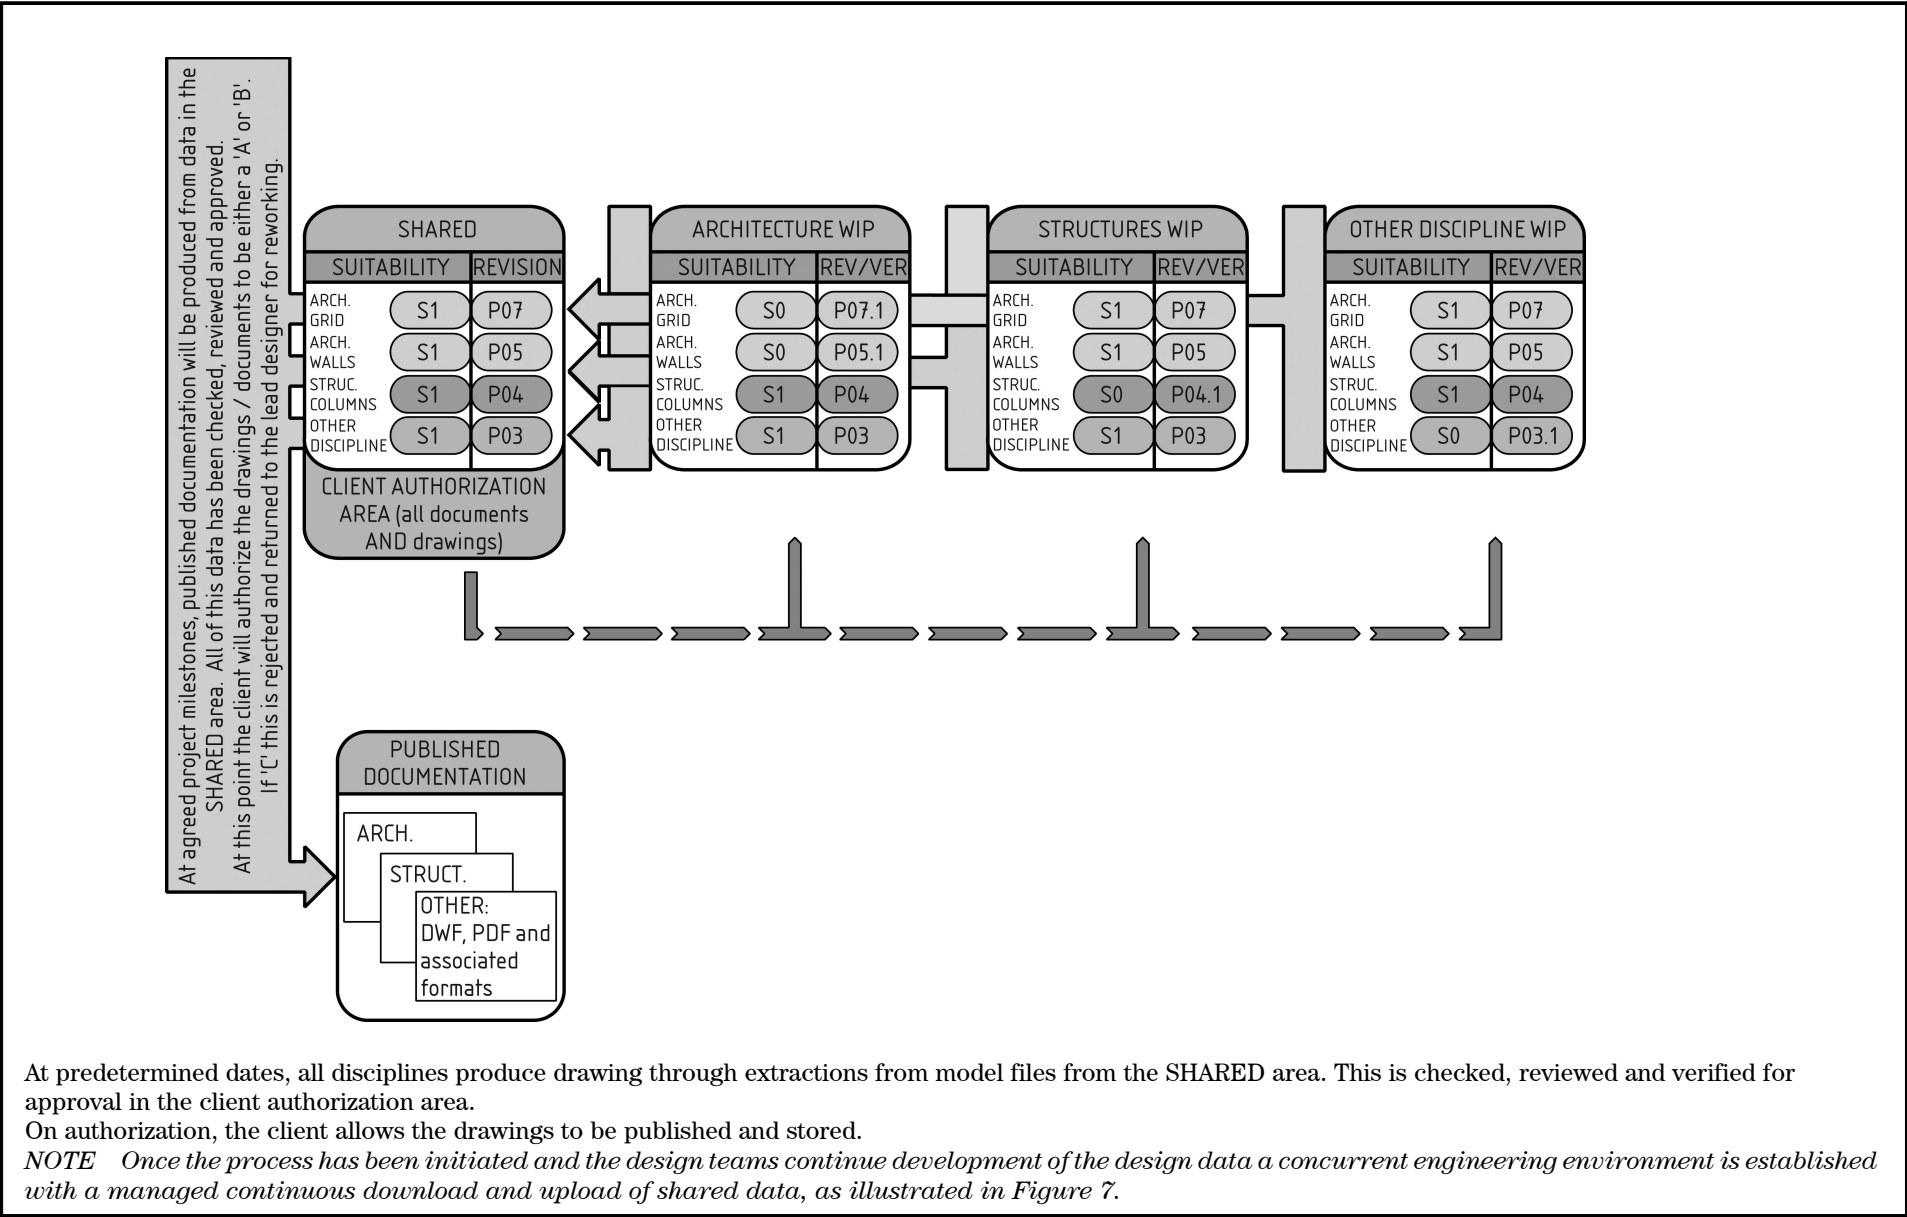 At agreed project milestones, published documentation will be produced from data in the
SHARED area. All of this data has been checked, reviewed and approved.
At this point the client will authorize the drawings / documents to be either a 'A' or 'B'.
If 'C' this is rejected and returned to the lead designer for reworking.
SHARED
SUITABILITY REVISION
ARCH.
GRID
S1 P07
ARCH.
WALLS
S1 P05
STRUC.
COLUMNS
S1 P04
OTHER
DISCIPLINE
S1 P03
CLIENT AUTHORIZATION
AREA (all documents
AND drawings)
ARCHITECTURE WIP
SUITABILITY REV/VER
ARCH.
GRID
S0 P07.1
ARCH.
WALLS
S0 P05.1
STRUC.
COLUMNS
S1 P04
OTHER
DISCIPLINE
S1 P03
STRUCTURES WIP
SUITABILITY REV/VER
ARCH.
GRID
S1 P07
ARCH.
WALLS
S1 P05
STRUC.
COLUMNS
S0 P04.1
OTHER
DISCIPLINE
S1 P03
OTHER DISCIPLINE WIP
SUITABILITY REV/VER
ARCH.
GRID
S1 P07
ARCH.
WALLS
S1 P05
STRUC.
COLUMNS
S1 P04
OTHER
DISCIPLINE
S0 P03.1
PUBLISHED
DOCUMENTATION
ARCH.
STRUCT.
OTHER:
DWF, PDF and
associated
formats
At predetermined dates, all disciplines produce drawing through extractions from model files from the SHARED area. This is checked, reviewed and verified for
approval in the client authorization area.
On authorization, the client allows the drawings to be published and stored.
NOTE Once the process has been initiated and the design teams continue development of the design data a concurrent engineering environment is established
with a managed continuous download and upload of shared data, as illustrated in Figure 7.